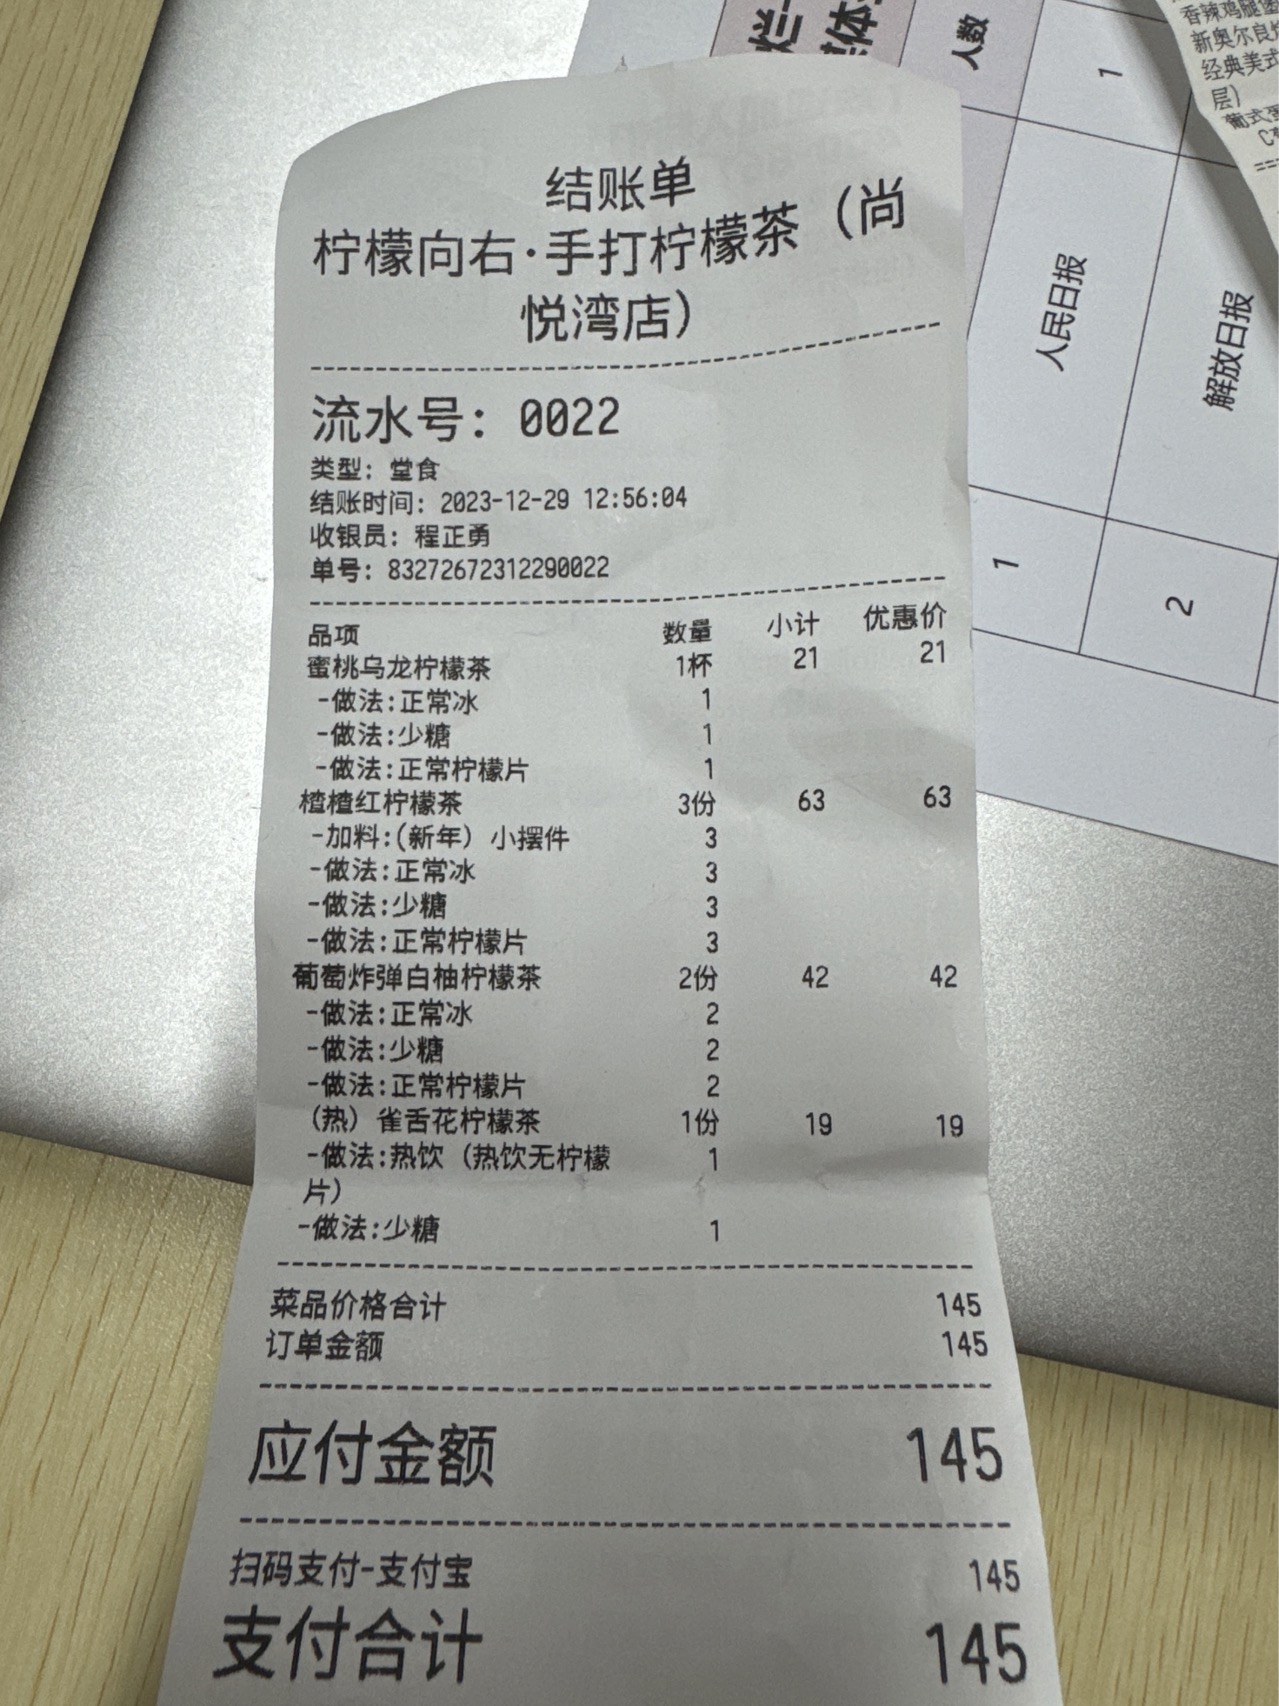 结账单
柠檬向右·手打柠檬茶（尚
悦湾店）
流水号：0022
类型：堂食
结账时间：2023-12-29 12:56:04
收银员：程正勇
单号：83272672312290022
品项 数量 小计 优惠价
蜜桃乌龙柠檬茶 1杯 21 21
-做法:正常冰 1
-做法:少糖 1
-做法:正常柠檬片 1
楂楂红柠檬茶 3份 63 63
-加料:(新年）小摆件 3
-做法:正常冰 3
-做法:少糖 3
-做法:正常柠檬片 3
葡萄炸弹白柚柠檬茶 2份 42 42
-做法:正常冰 2
-做法:少糖 2
-做法:正常柠檬片 2
（热）雀舌花柠檬茶 1份 19 19
-做法:热饮（热饮无柠檬 1
片）
-做法:少糖 1
菜品价格合计 145
订单金额 145
应付金额 145
扫码支付-支付宝 145
支付合计 145
人数
1
人民日报
解放日报
1
2
香辣鸡腿堡
新奥尔良
经典美式
层）
葡式